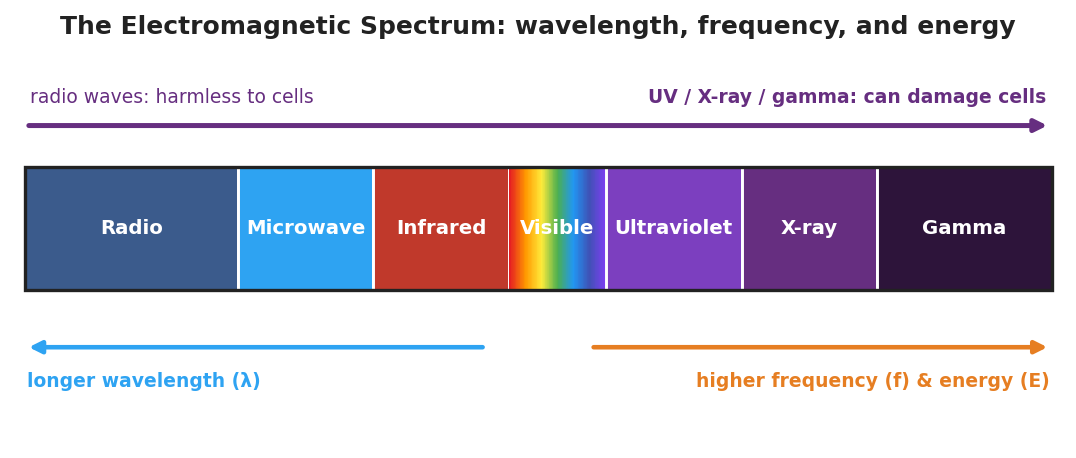 The Electromagnetic Spectrum: wavelength, frequency, and energy
radio waves: harmless to cells
UV / X-ray / gamma: can damage cells
Radio
Microwave
Infrared
Visible
Ultraviolet
X-ray
Gamma
longer wavelength (λ)
higher frequency (f) & energy (E)